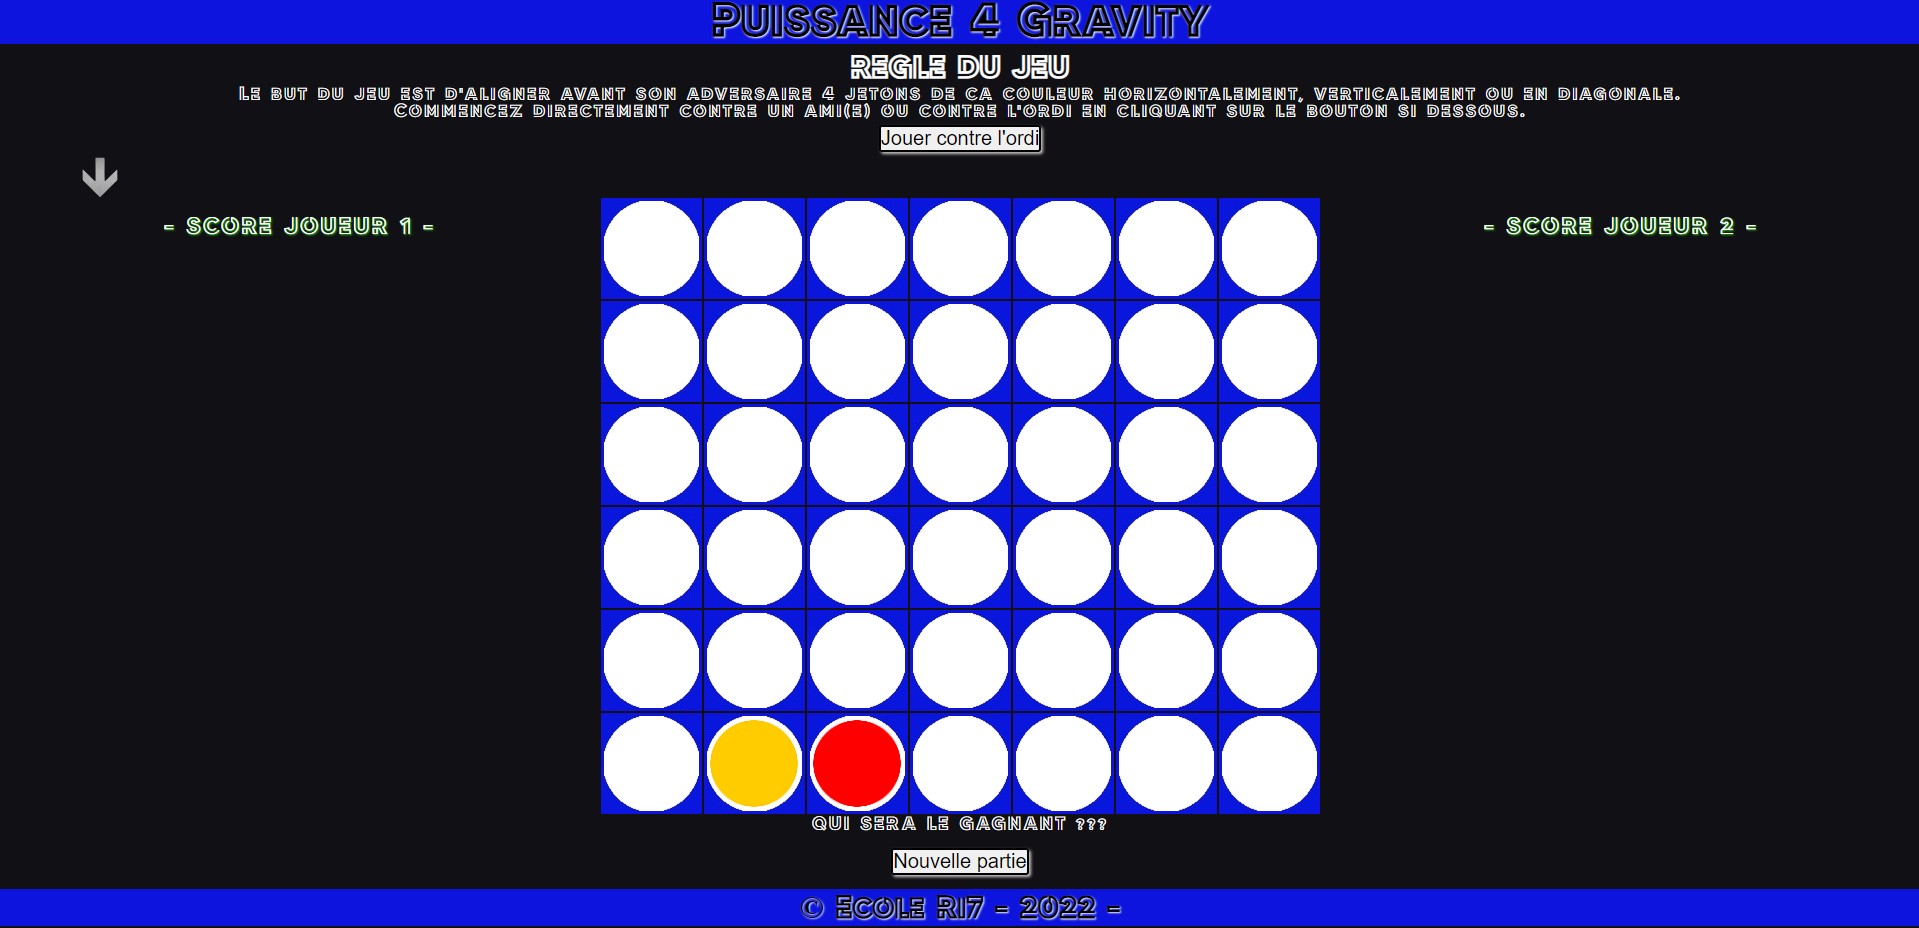 Puissance 4 Gravity
REGLE DU JEU
Le but du jeu est d'aligner avant son adversaire 4 jetons de ca couleur horizontalement, verticalement ou en diagonale.
Commencez directement contre un ami(e) ou contre l'ordi en cliquant sur le bouton si dessous.
Jouer contre l'ordi
- SCORE JOUEUR 1 -
- SCORE JOUEUR 2 -
QUI SERA LE GAGNANT ???
Nouvelle partie
© Ecole R17 - 2022 -